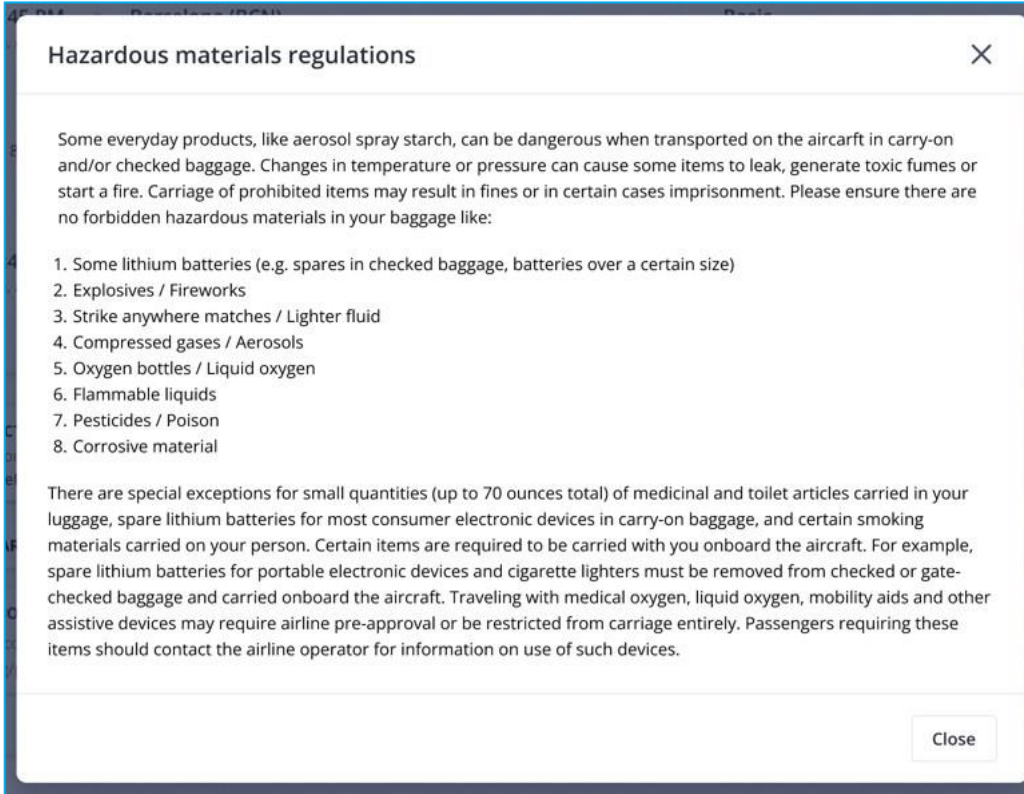 45 PM Barcelona (BCN) Basic
Hazardous materials regulations
Some everyday products, like aerosol spray starch, can be dangerous when transported on the aircarft in carry-on
and/or checked baggage. Changes in temperature or pressure can cause some items to leak, generate toxic fumes or
start a fire. Carriage of prohibited items may result in fines or in certain cases imprisonment. Please ensure there are
no forbidden hazardous materials in your baggage like:
1. Some lithium batteries (e.g. spares in checked baggage, batteries over a certain size)
2. Explosives / Fireworks
3. Strike anywhere matches / Lighter fluid
4. Compressed gases / Aerosols
5. Oxygen bottles / Liquid oxygen
6. Flammable liquids
7. Pesticides / Poison
8. Corrosive material
There are special exceptions for small quantities (up to 70 ounces total) of medicinal and toilet articles carried in your
luggage, spare lithium batteries for most consumer electronic devices in carry-on baggage, and certain smoking
materials carried on your person. Certain items are required to be carried with you onboard the aircraft. For example,
spare lithium batteries for portable electronic devices and cigarette lighters must be removed from checked or gate-
checked baggage and carried onboard the aircraft. Traveling with medical oxygen, liquid oxygen, mobility aids and other
assistive devices may require airline pre-approval or be restricted from carriage entirely. Passengers requiring these
items should contact the airline operator for information on use of such devices.
Close